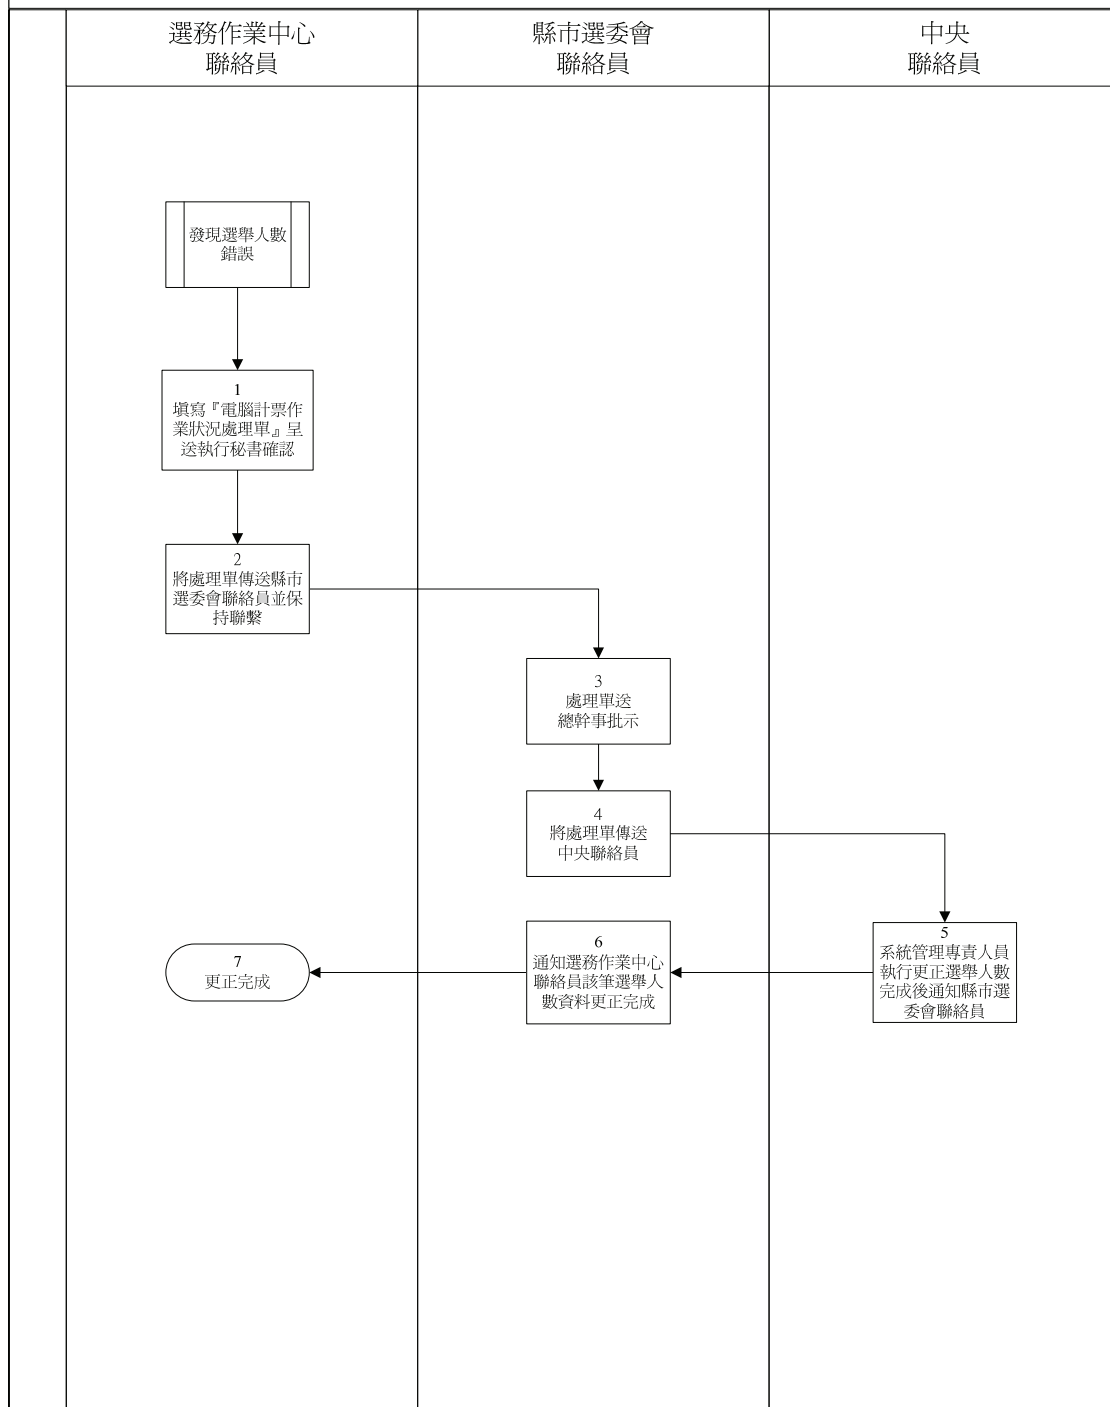 選務作業中心
聯絡員
縣市選委會
聯絡員
中央
聯絡員
發現選舉人數
錯誤
1
填寫『電腦計票作
業狀況處理單』呈
送執行秘書確認
2
將處理單傳送縣市
選委會聯絡員並保
持聯繫
3
處理單送
總幹事批示
4
將處理單傳送
中央聯絡員
5
系統管理專責人員
執行更正選舉人數
完成後通知縣市選
委會聯絡員
6
通知選務作業中心
聯絡員該筆選舉人
數資料更正完成
7
更正完成